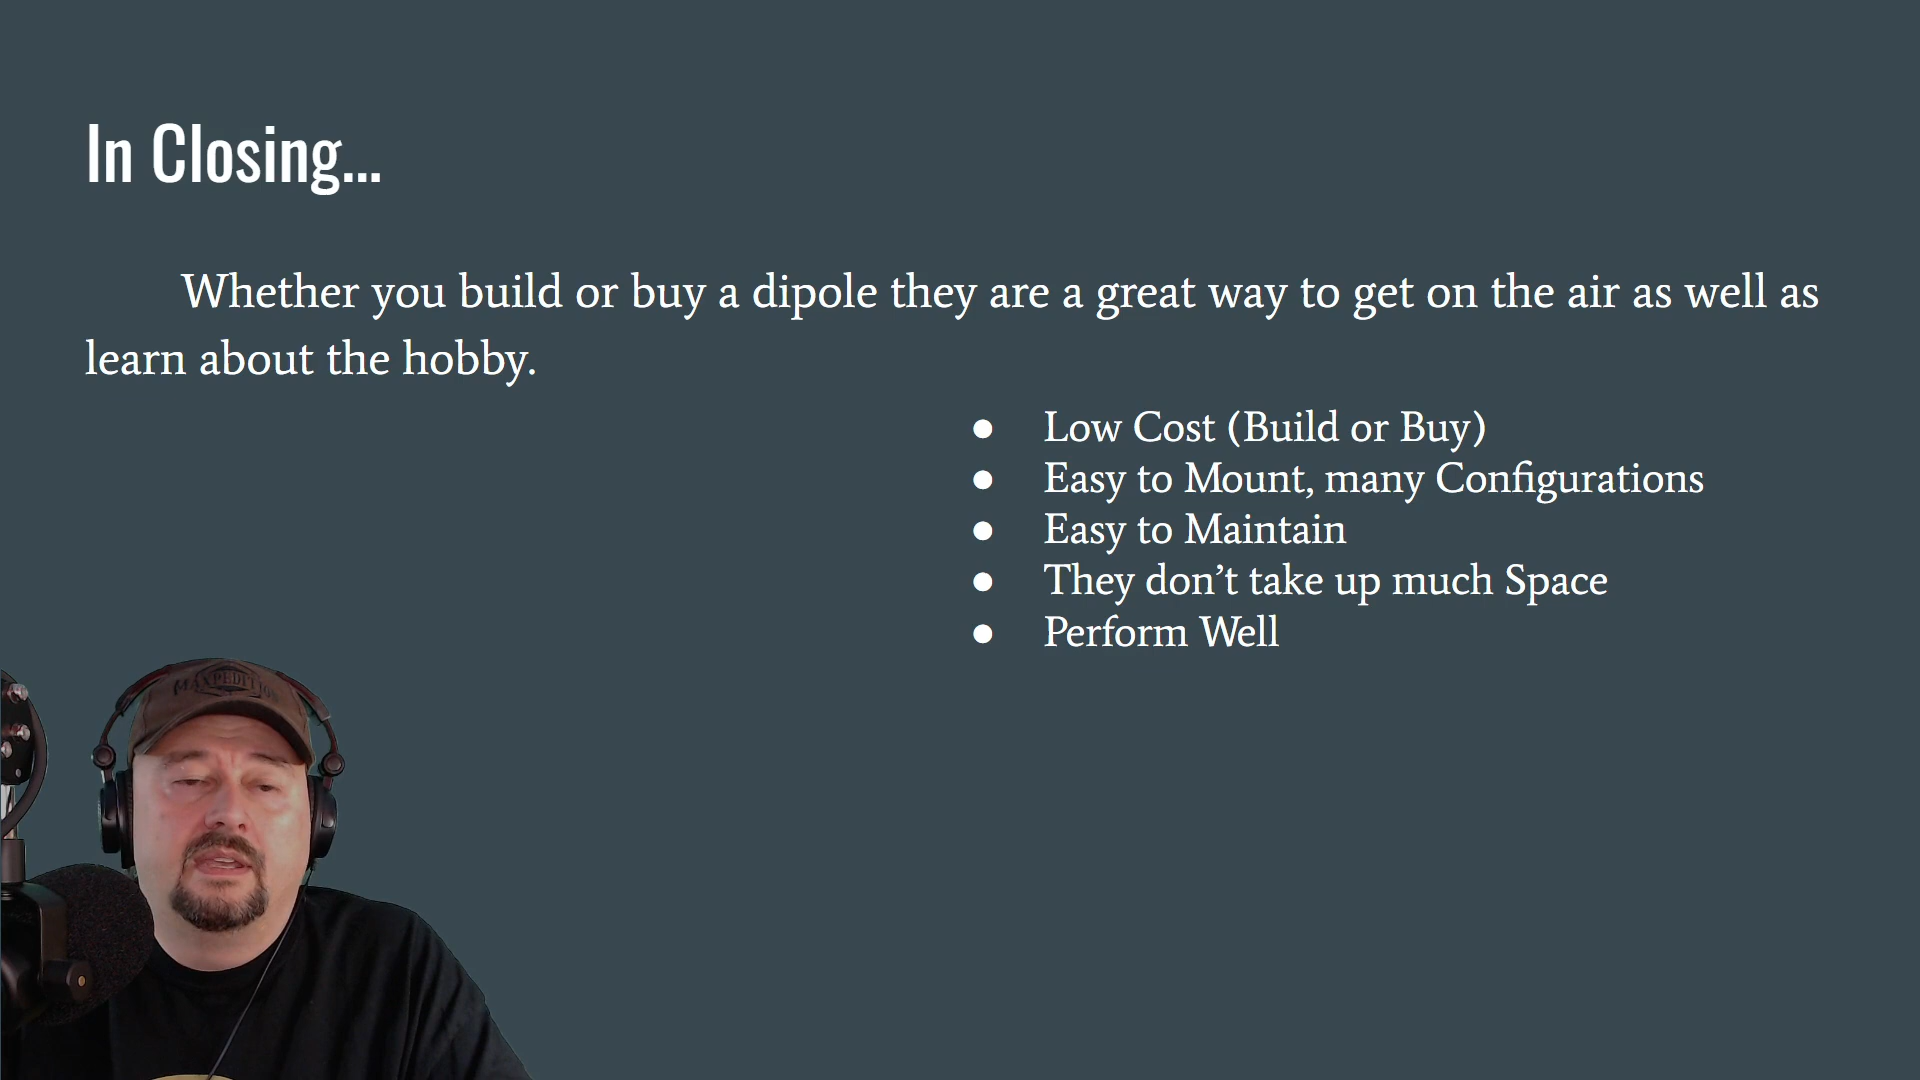 In Closing...
Whether you build or buy a dipole they are a great way to get on the air as well as
learn about the hobby.
● Low Cost (Build or Buy)
● Easy to Mount, many Configurations
● Easy to Maintain
● They don’t take up much Space
● Perform Well
MAXPEDITION